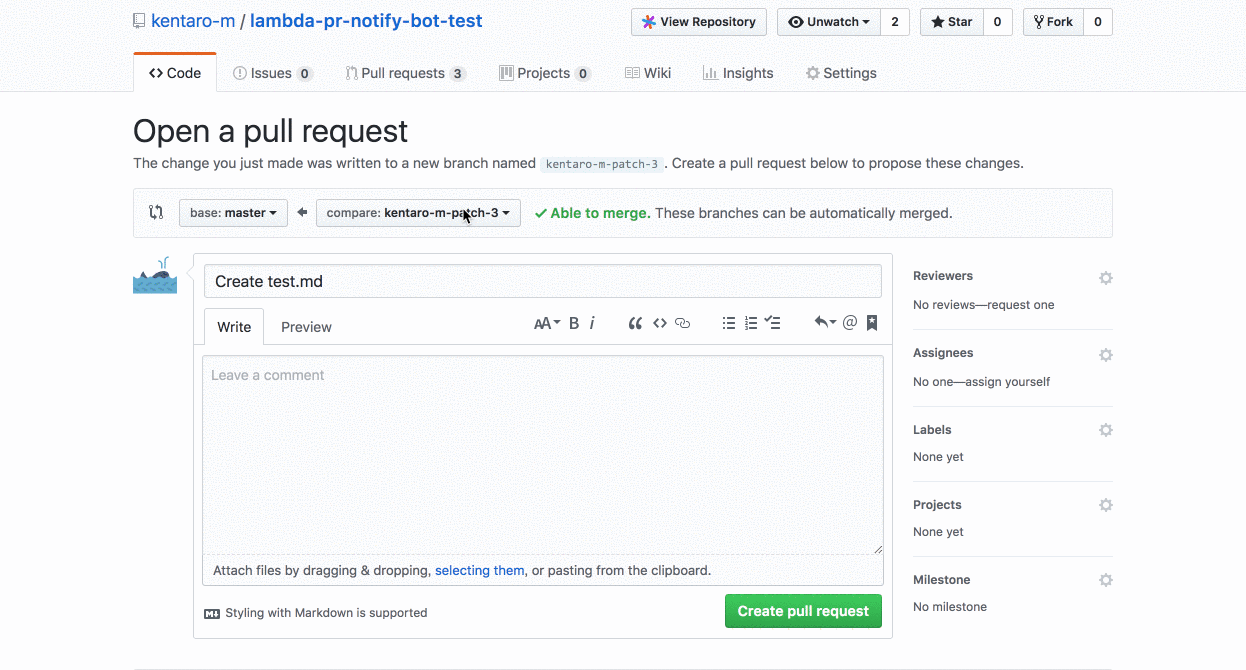 kentaro-m / lambda-pr-notify-bot-test View Repository Unwatch 2 Star 0 Fork 0
Code Issues 0 Pull requests 3 Projects 0 Wiki Insights Settings
Open a pull request
The change you just made was written to a new branch named kentaro-m-patch-3 . Create a pull request below to propose these changes.
base: master compare: kentaro-m-patch-3 Able to merge. These branches can be automatically merged.
Create test.md
Write Preview AA B i
Leave a comment
Attach files by dragging & dropping, selecting them, or pasting from the clipboard.
Styling with Markdown is supported
Create pull request
Reviewers
No reviews—request one
Assignees
No one—assign yourself
Labels
None yet
Projects
None yet
Milestone
No milestone